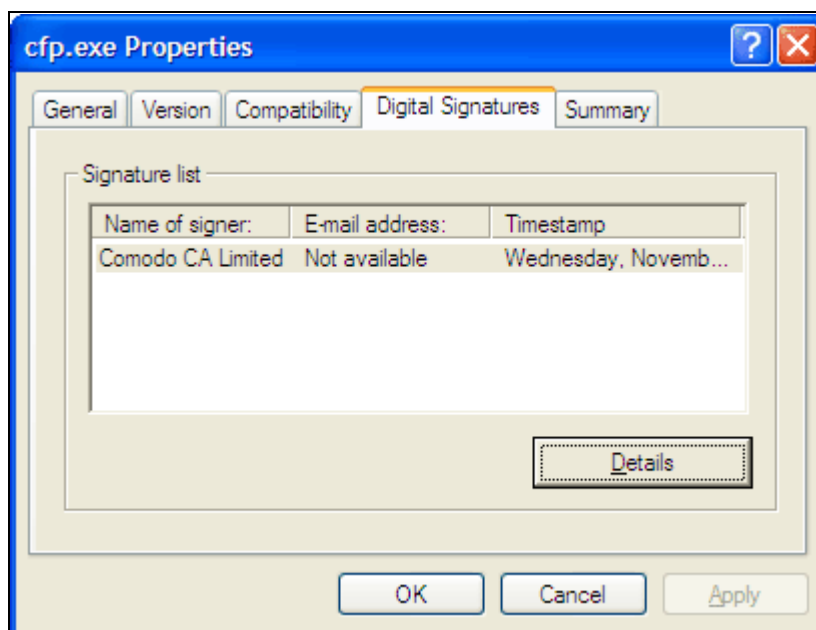 cfp.exe Properties
General Version Compatibility Digital Signatures Summary
Signature list
Name of signer: E-mail address: Timestamp
Comodo CA Limited Not available Wednesday, Novemb...
Details
OK Cancel Apply